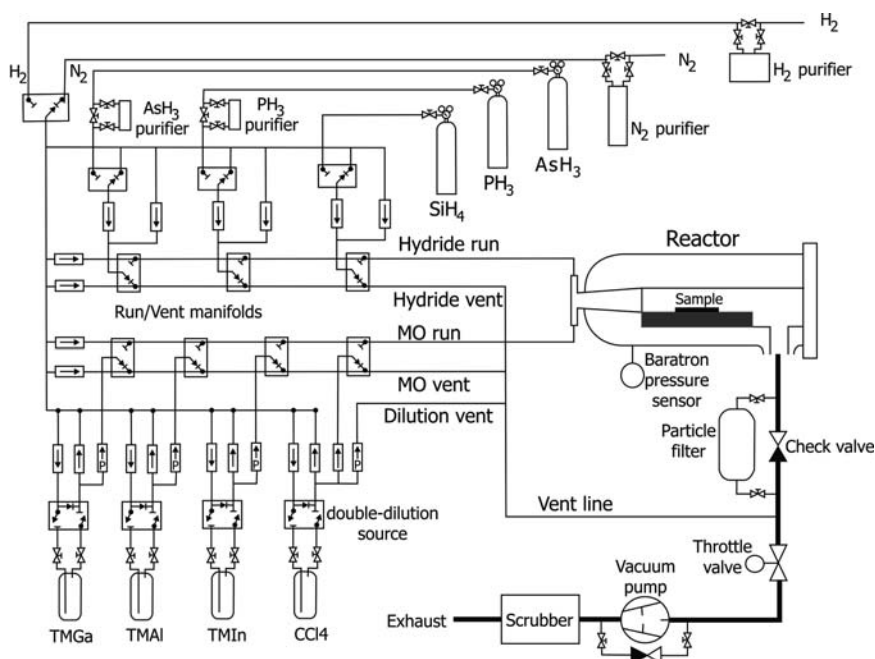 H2
H2
N2
N2
H2 purifier
AsH3
purifier
PH3
purifier
N2 purifier
AsH3
PH3
SiH4
Hydride run
Reactor
Sample
Hydride vent
Run/Vent manifolds
MO run
Baratron
pressure
sensor
MO vent
Dilution vent
Particle
filter
Check valve
P
P
P
P
double-dilution
source
Vent line
Throttle
valve
Vacuum
pump
Exhaust
Scrubber
TMGa
TMAl
TMIn
CCl4